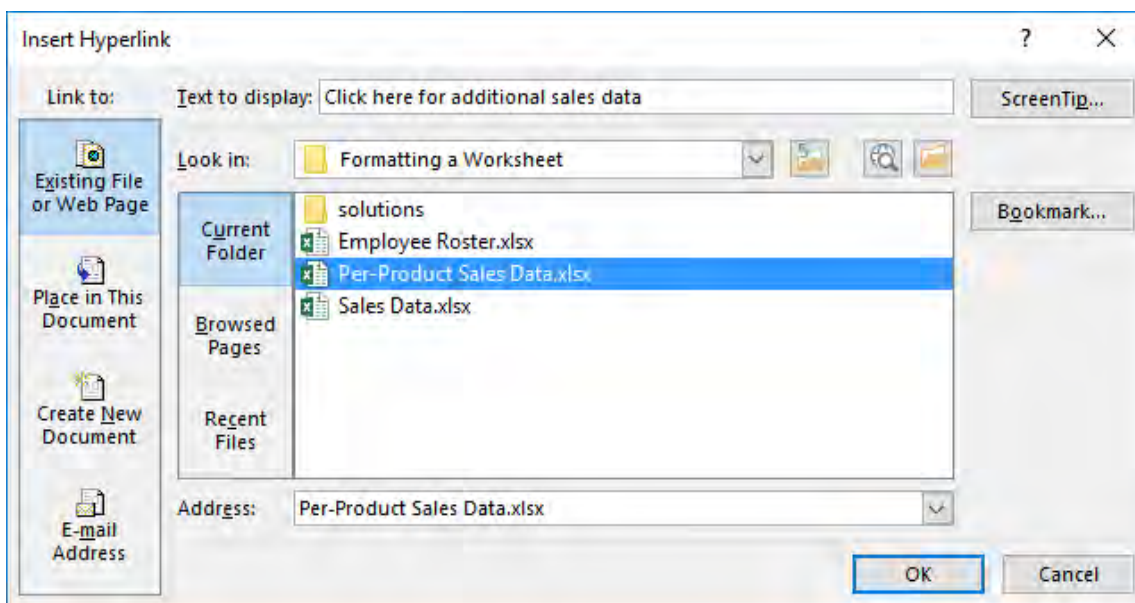 Insert Hyperlink
?
Link to:
Text to display:
Click here for additional sales data
ScreenTip...
Existing File
or Web Page
Look in:
Formatting a Worksheet
Current
Folder
solutions
Employee Roster.xlsx
Per-Product Sales Data.xlsx
Sales Data.xlsx
Bookmark...
Place in This
Document
Browsed
Pages
Create New
Document
Recent
Files
E-mail
Address
Address:
Per-Product Sales Data.xlsx
OK
Cancel